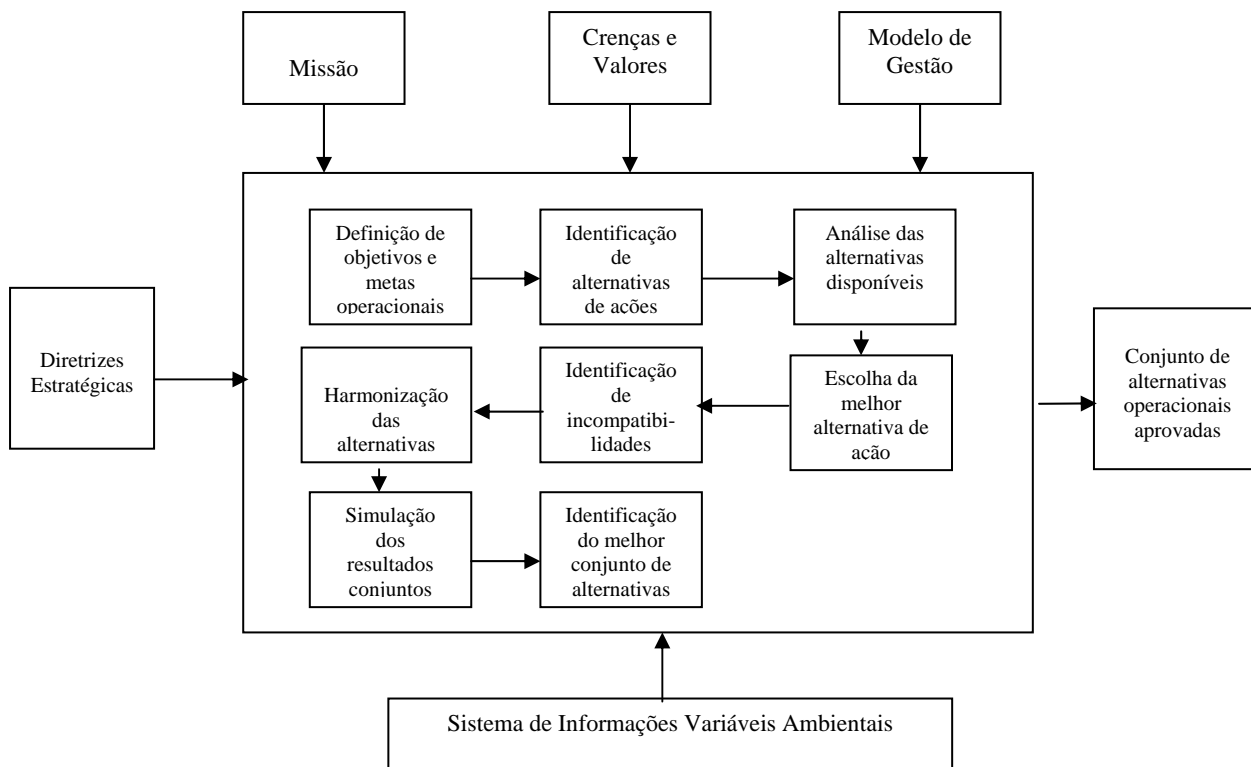 Missão
Crenças e
Valores
Modelo de
Gestão
Definição de
objetivos e
metas
operacionais
Identificação
de
alternativas
de ações
Análise das
alternativas
disponíveis
Diretrizes
Estratégicas
Harmonização
das
alternativas
Identificação
de
incompatibi-
lidades
Escolha da
melhor
alternativa de
ação
Conjunto de
alternativas
operacionais
aprovadas
Simulação
dos
resultados
conjuntos
Identificação
do melhor
conjunto de
alternativas
Sistema de Informações Variáveis Ambientais